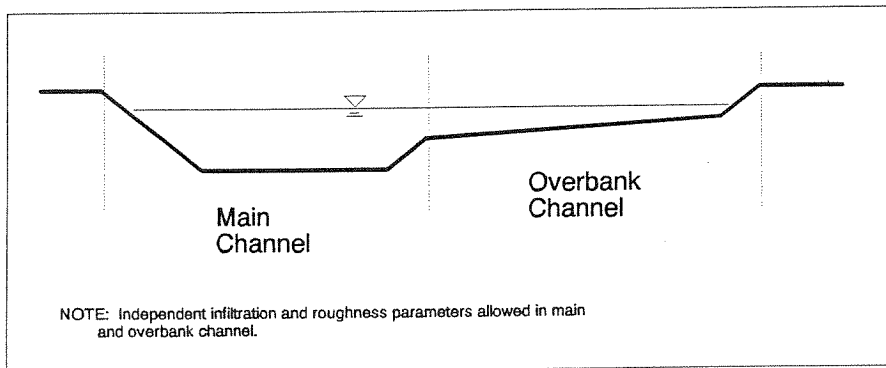 Main
Channel
Overbank
Channel
NOTE: Independent infiltration and roughness parameters allowed in main
and overbank channel.